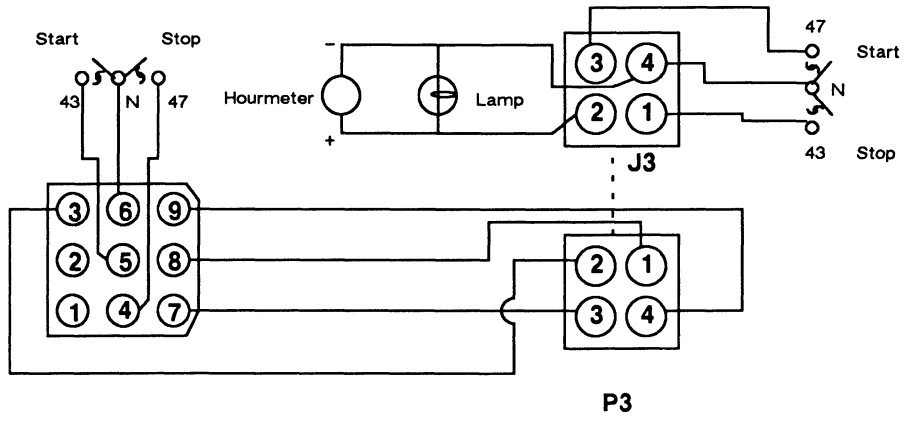 Start Stop
43 N 47
Hourmeter
−
+
Lamp
3 4
2 1
J3
47
Start
N
43 Stop
3 6 9
2 5 8
1 4 7
2 1
3 4
P3